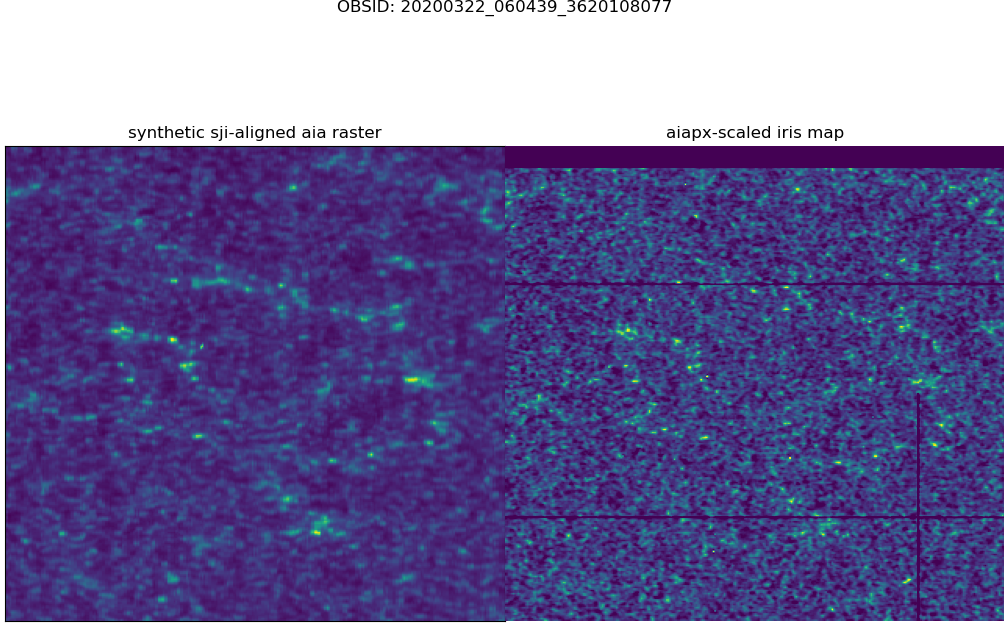 OBSID: 20200322_060439_3620108077
synthetic sji-aligned aia raster
aiapx-scaled iris map